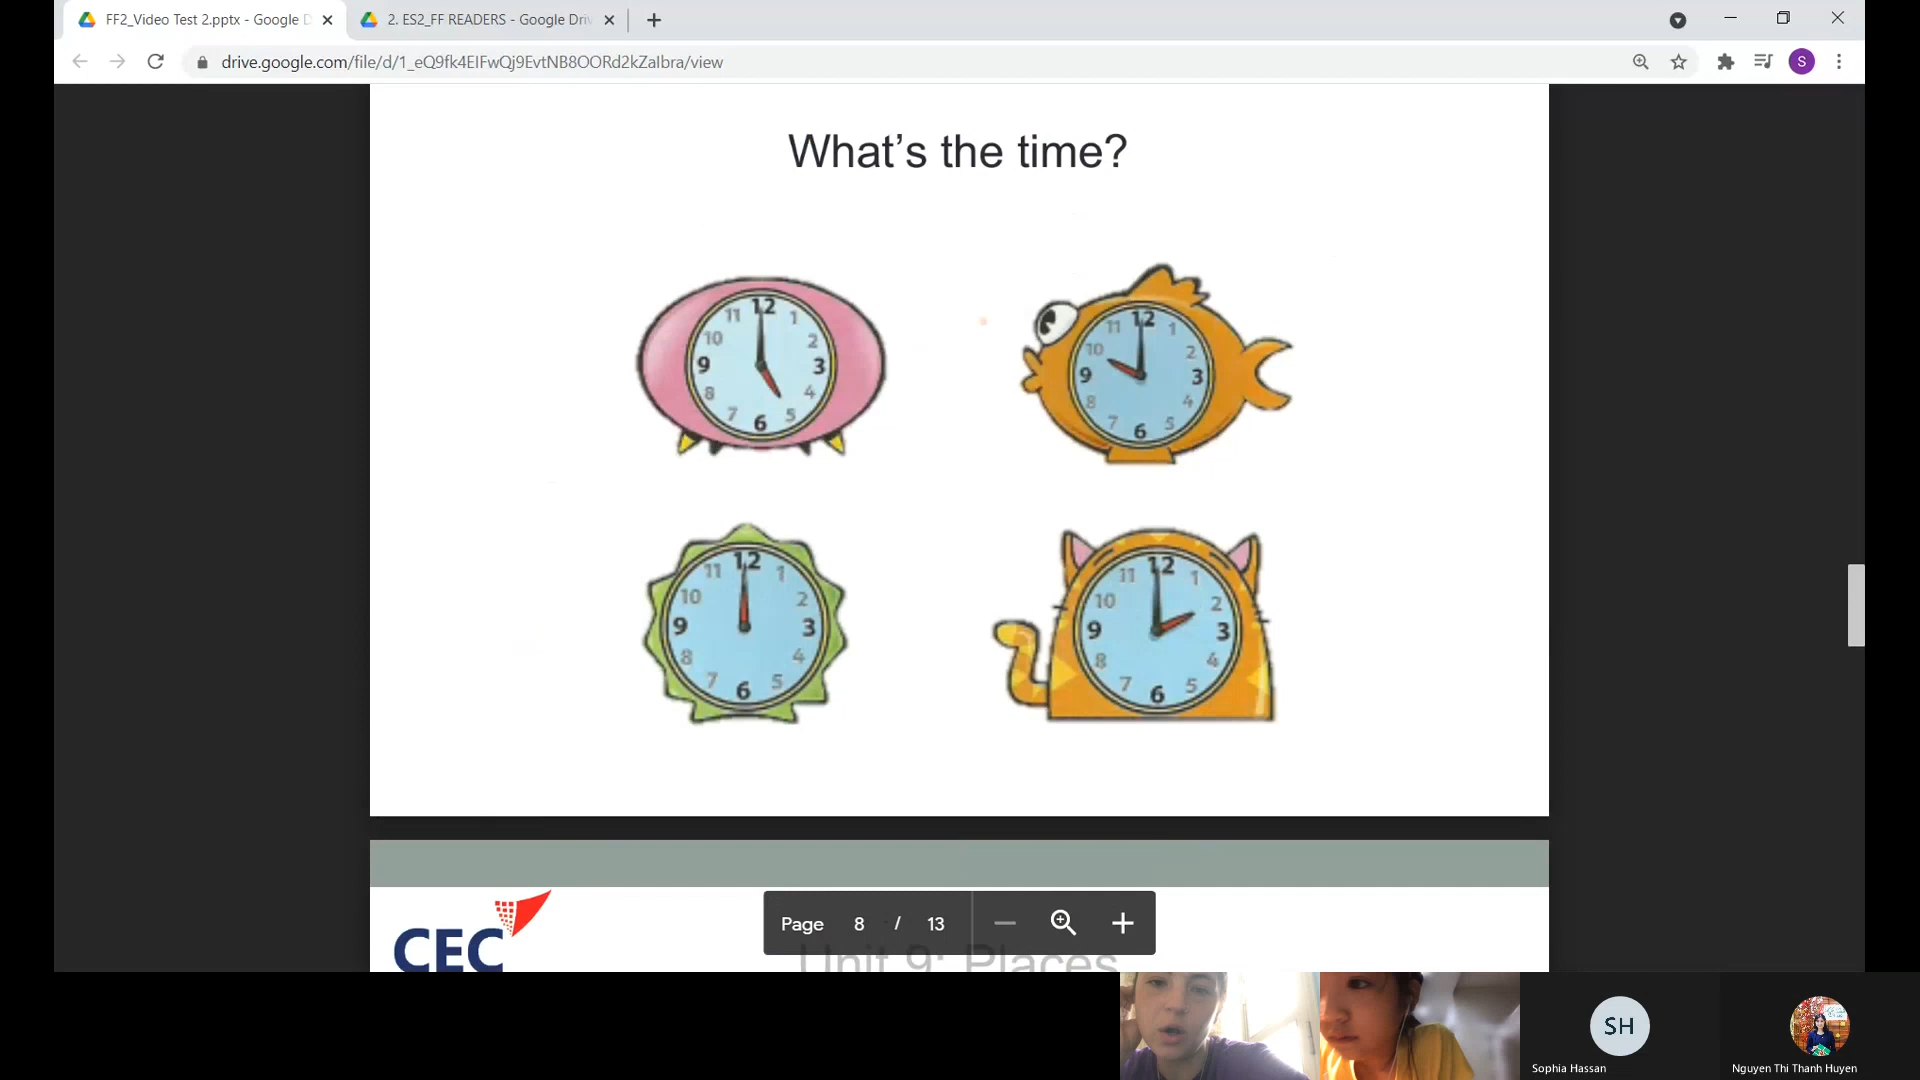 FF2_Video Test 2.pptx - Google D
2. ES2_FF READERS - Google Driv
drive.google.com/file/d/1_eQ9fk4EIFwQj9EvtNB8OORd2kZaIbra/view
S
What's the time?
12 1 2 3 4 5 6 7 8 9 10 11
12 1 2 3 4 5 6 7 8 9 10 11
12 1 2 3 4 5 6 7 8 9 10 11
12 1 2 3 4 5 6 7 8 9 10 11
CEC
Page 8 / 13
Unit 9: Places
SH
Sophia Hassan
Nguyen Thi Thanh Huyen